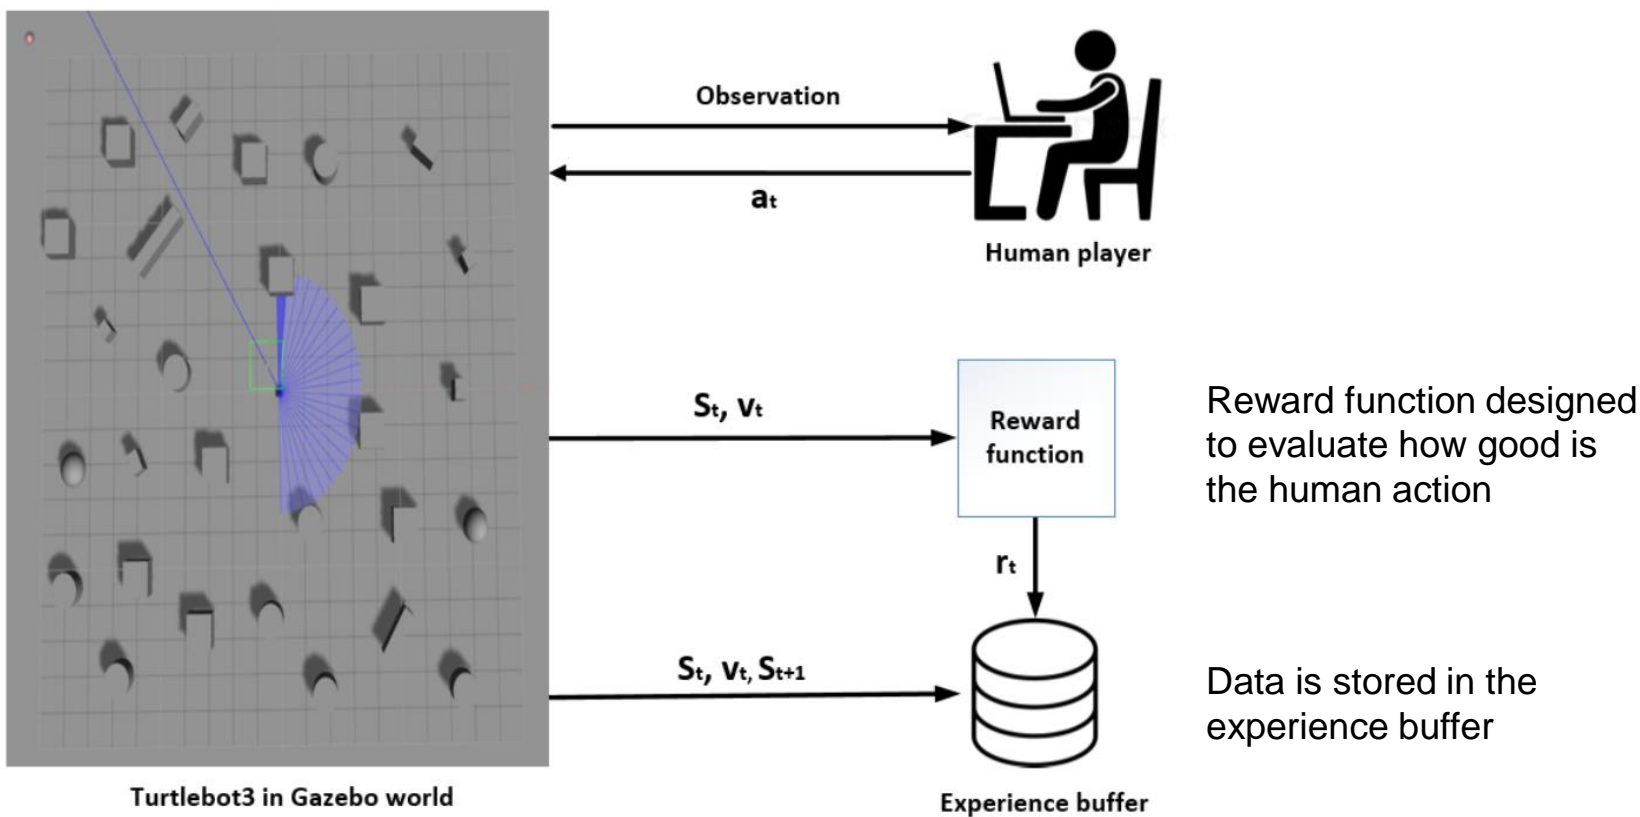 Observation
aₜ
Human player
Sₜ, vₜ
Reward
function
Reward function designed
to evaluate how good is
the human action
rₜ
Sₜ, vₜ, Sₜ₊₁
Data is stored in the
experience buffer
Turtlebot3 in Gazebo world
Experience buffer